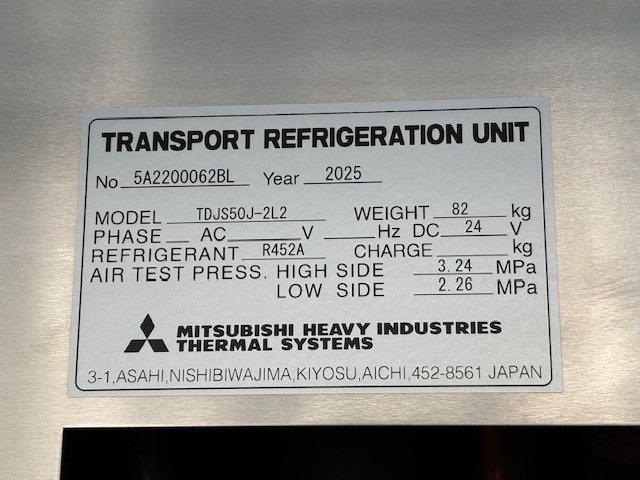 TRANSPORT REFRIGERATION UNIT
No 5A2200062BL Year 2025
MODEL TDJS50J-2L2 WEIGHT 82 kg
PHASE AC V Hz DC 24 V
REFRIGERANT R452A CHARGE kg
AIR TEST PRESS. HIGH SIDE 3.24 MPa
LOW SIDE 2.26 MPa
MITSUBISHI HEAVY INDUSTRIES
THERMAL SYSTEMS
3-1,ASAHI,NISHIBIWAJIMA,KIYOSU,AICHI,452-8561 JAPAN